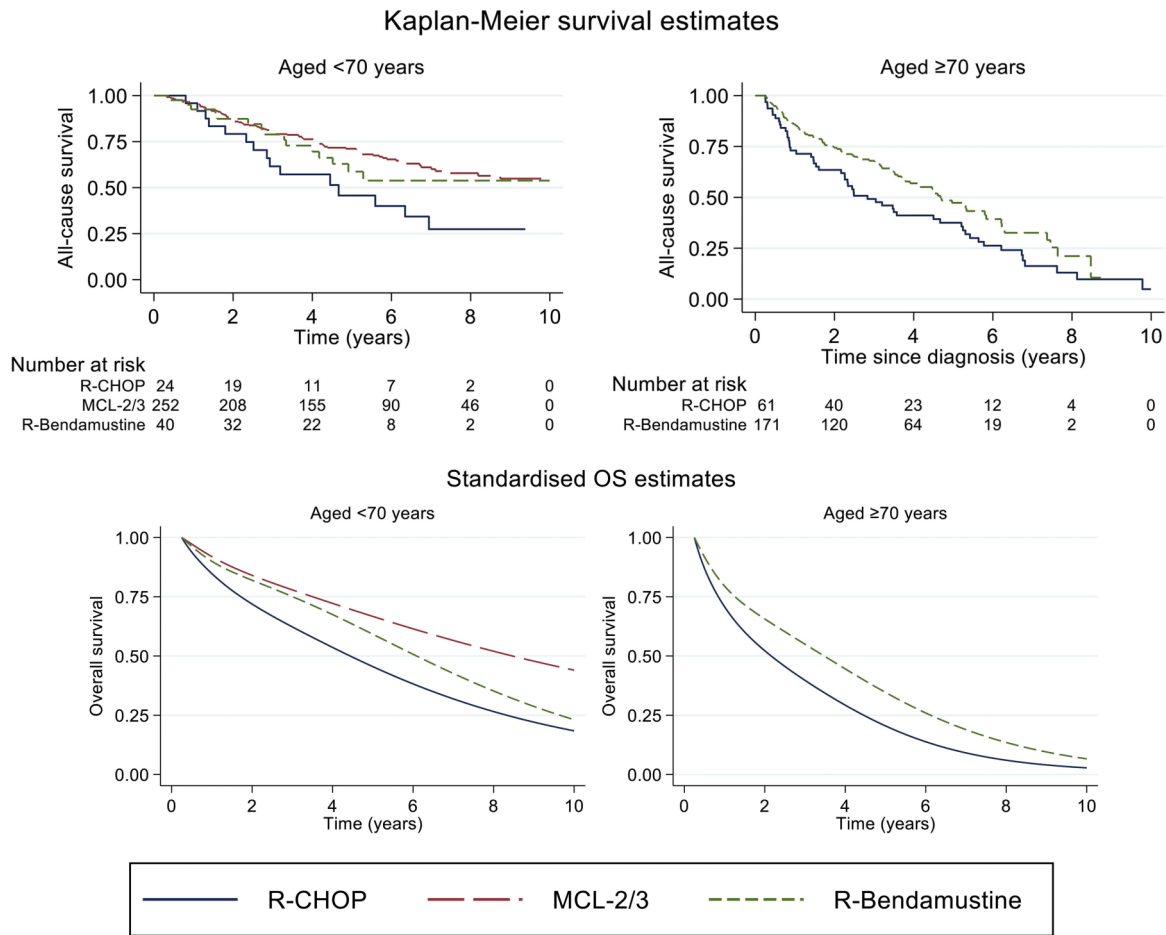 Kaplan-Meier survival estimates
Aged <70 years
All-cause survival
1.00
0.75
0.50
0.25
0.00
0 2 4 6 8 10
Time (years)
Number at risk
R-CHOP 24 19 11 7 2 0
MCL-2/3 252 208 155 90 46 0
R-Bendamustine 40 32 22 8 2 0
Aged ≥70 years
All-cause survival
1.00
0.75
0.50
0.25
0.00
0 2 4 6 8 10
Time since diagnosis (years)
Number at risk
R-CHOP 61 40 23 12 4 0
R-Bendamustine 171 120 64 19 2 0
Standardised OS estimates
Aged <70 years
Overall survival
1.00
0.75
0.50
0.25
0.00
0 2 4 6 8 10
Time (years)
Aged ≥70 years
Overall survival
1.00
0.75
0.50
0.25
0.00
0 2 4 6 8 10
Time (years)
R-CHOP MCL-2/3 R-Bendamustine